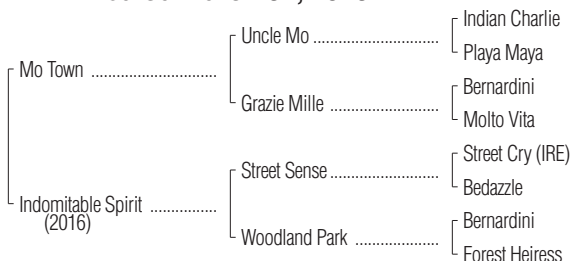 Indian Charlie
Uncle Mo ................................
Playa Maya
Mo Town ................................
Bernardini
Grazie Mille ............................
Molto Vita
Street Cry (IRE)
Street Sense ............................
Bedazzle
Indomitable Spirit ................
(2016)
Bernardini
Woodland Park .....................
Forest Heiress